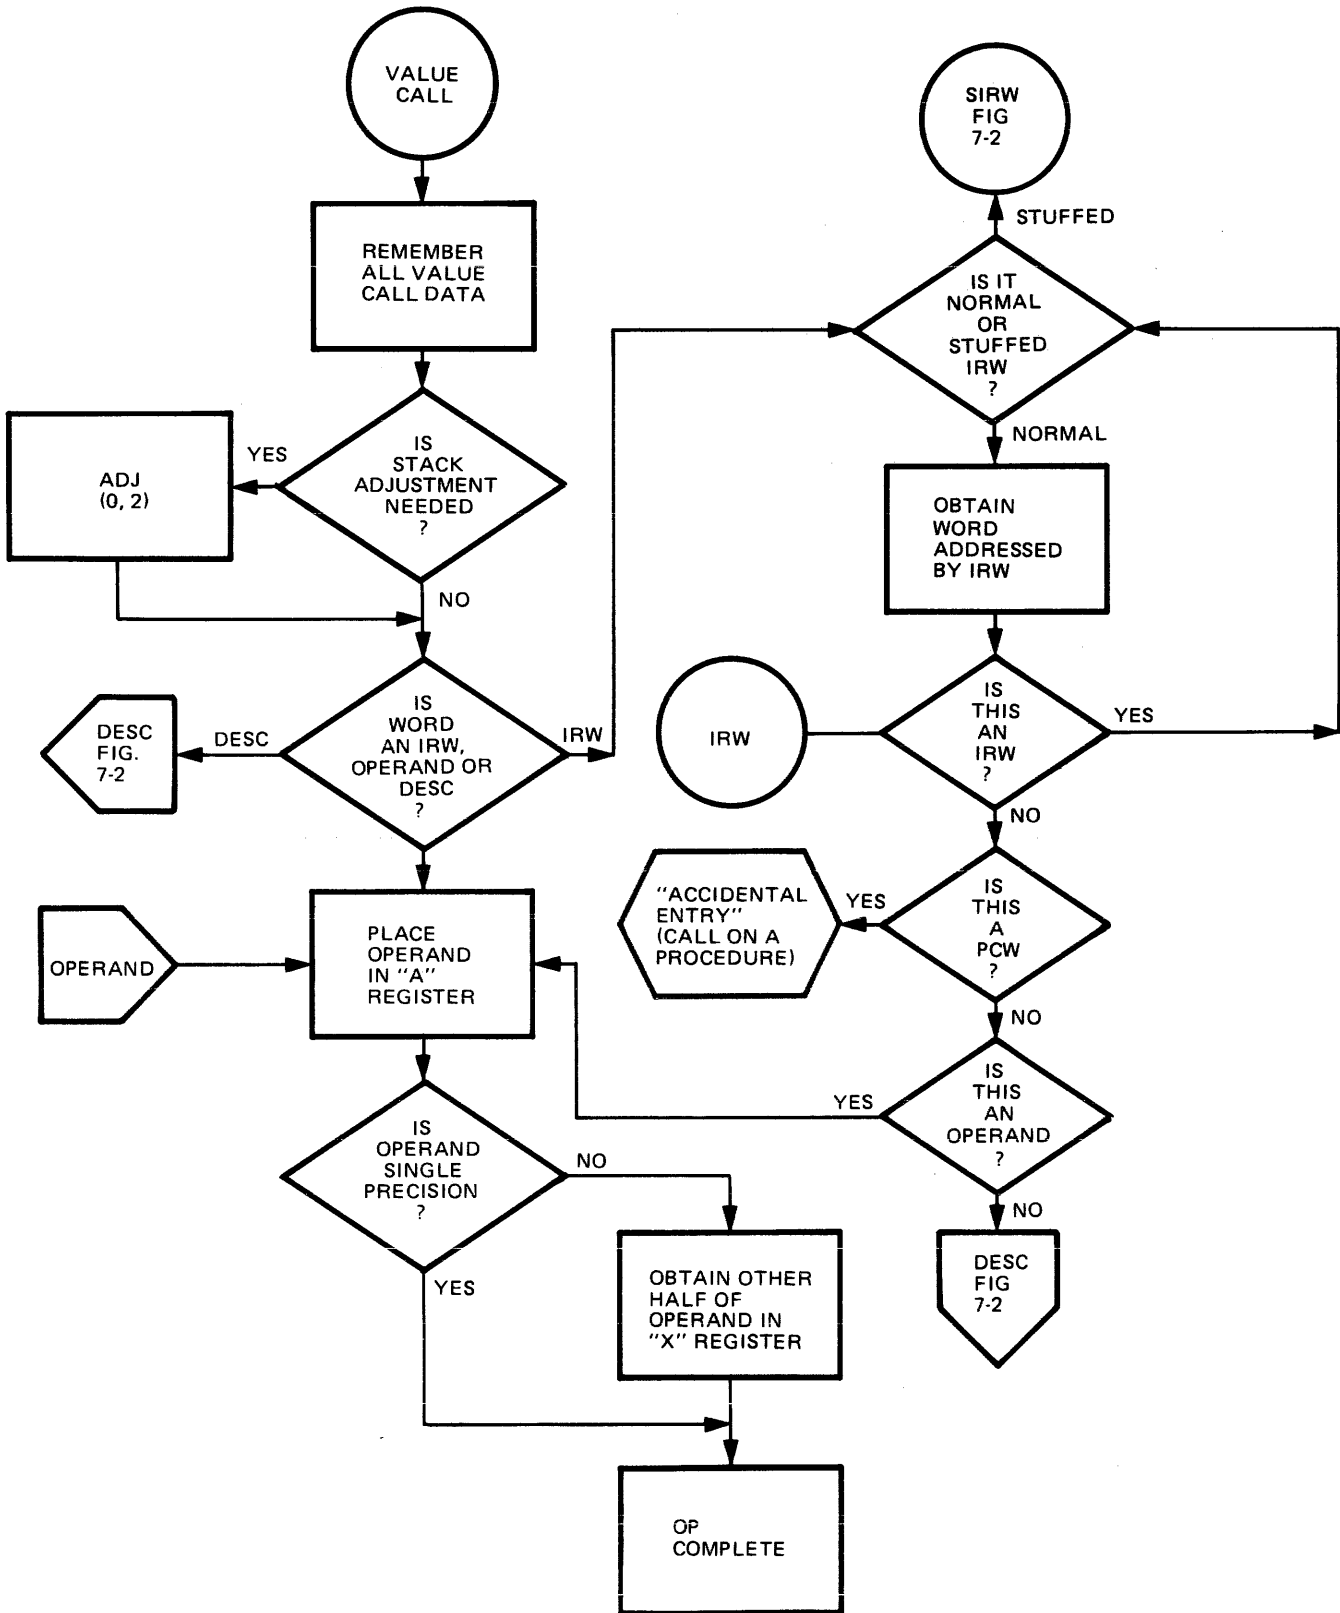 VALUE
CALL
REMEMBER
ALL VALUE
CALL DATA
YES
ADJ
(0, 2)
IS
STACK
ADJUSTMENT
NEEDED
?
NO
DESC
FIG.
7-2
DESC
IS
WORD
AN IRW,
OPERAND OR
DESC
?
IRW
OPERAND
PLACE
OPERAND
IN "A"
REGISTER
IS
OPERAND
SINGLE
PRECISION
?
NO
YES
OBTAIN OTHER
HALF OF
OPERAND IN
"X" REGISTER
OP
COMPLETE
SIRW
FIG
7-2
STUFFED
IS IT
NORMAL
OR
STUFFED
IRW
?
NORMAL
OBTAIN
WORD
ADDRESSED
BY IRW
IRW
IS
THIS
AN
IRW
?
YES
NO
"ACCIDENTAL
ENTRY"
(CALL ON A
PROCEDURE)
YES
IS
THIS
A
PCW
?
NO
YES
IS
THIS
AN
OPERAND
?
NO
DESC
FIG
7-2